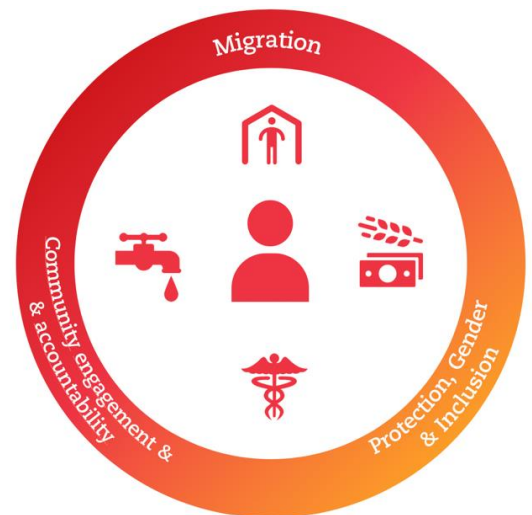 Migration
Community engagement &
& accountability
Protection, Gender
& Inclusion